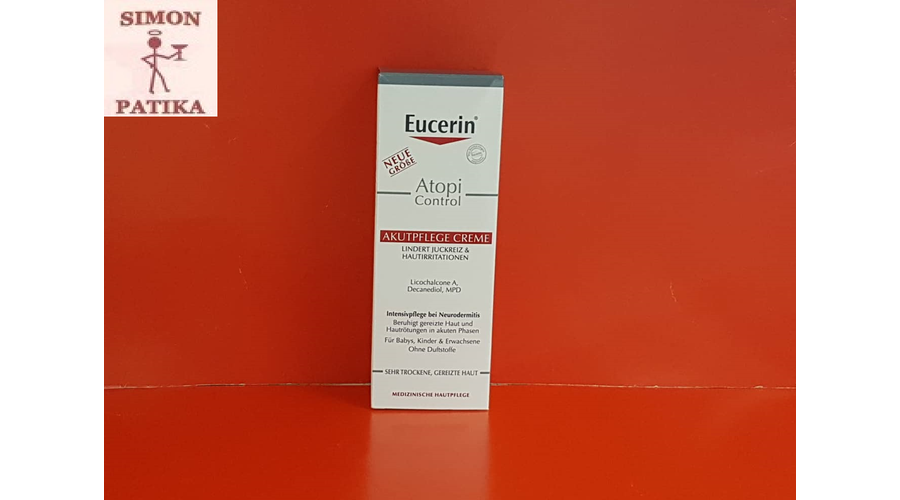 SIMON
PATIKA
Eucerin®
NEUE
GRÖßE
Atopi
Control
AKUTPFLEGE CREME
LINDERT JUCKREIZ &
HAUTIRRITATIONEN
Licochalcone A,
Decanediol, MPD
Intensivpflege bei Neurodermitis
Beruhigt gereizte Haut und
Hautrötungen in akuten Phasen
Für Babys, Kinder & Erwachsene
Ohne Duftstoffe
SEHR TROCKENE, GEREIZTE HAUT
MEDIZINISCHE HAUTPFLEGE